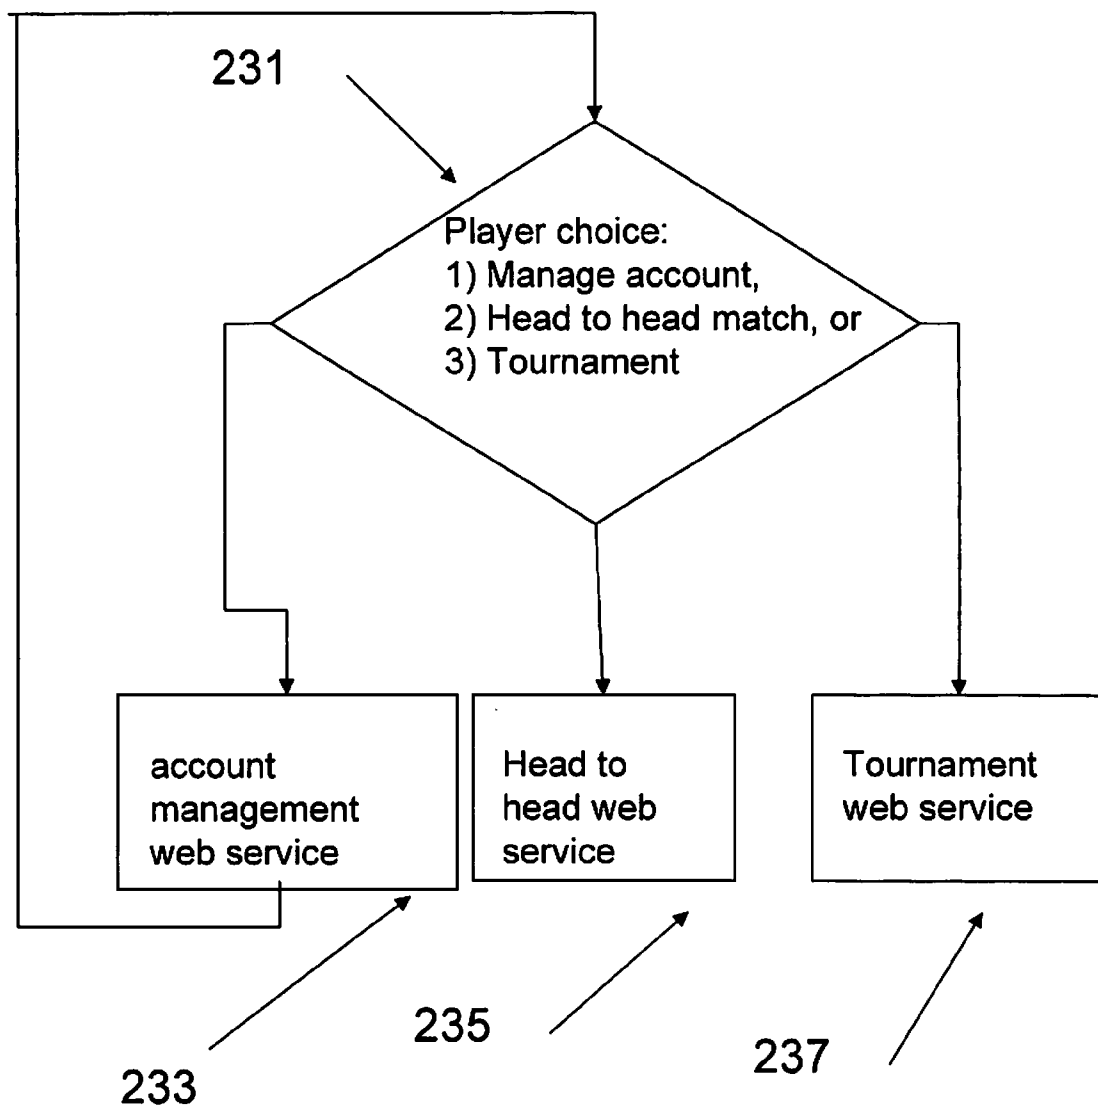 231
Player choice:
1) Manage account,
2) Head to head match, or
3) Tournament
account
management
web service
Head to
head web
service
Tournament
web service
233
235
237